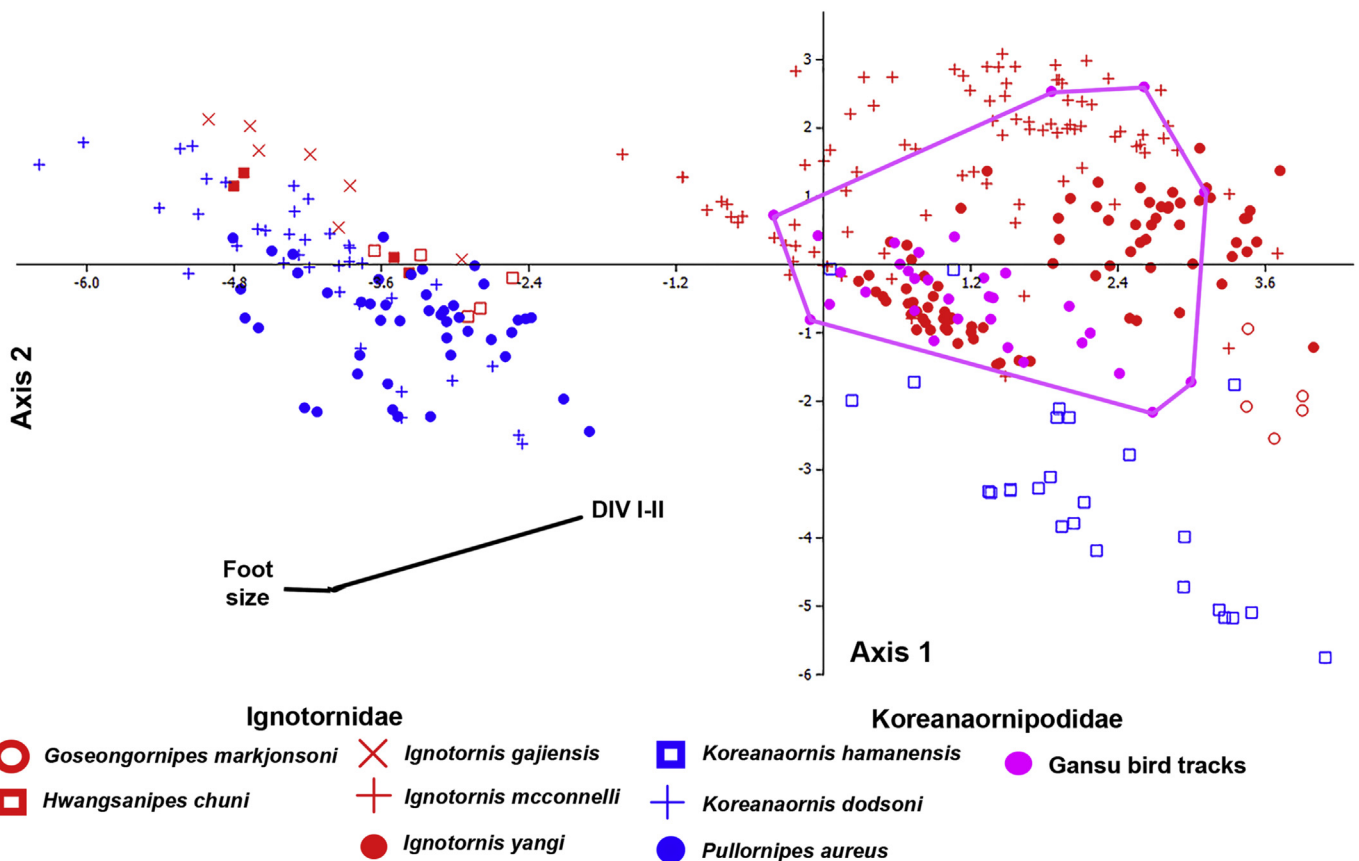 3
2
1
-6.0
-4.8
-3.6
-2.4
-1.2
1.2
2.4
3.6
-1
-2
-3
-4
-5
-6
Axis 2
DIV I-II
Foot
size
Axis 1
Ignotornidae
Koreanaornipodidae
Goseongornipes markjonsoni
Ignotornis gajiensis
Koreanaornis hamanensis
Gansu bird tracks
Hwangsanipes chuni
Ignotornis mcconnelli
Koreanaornis dodsoni
Ignotornis yangi
Pullornipes aureus